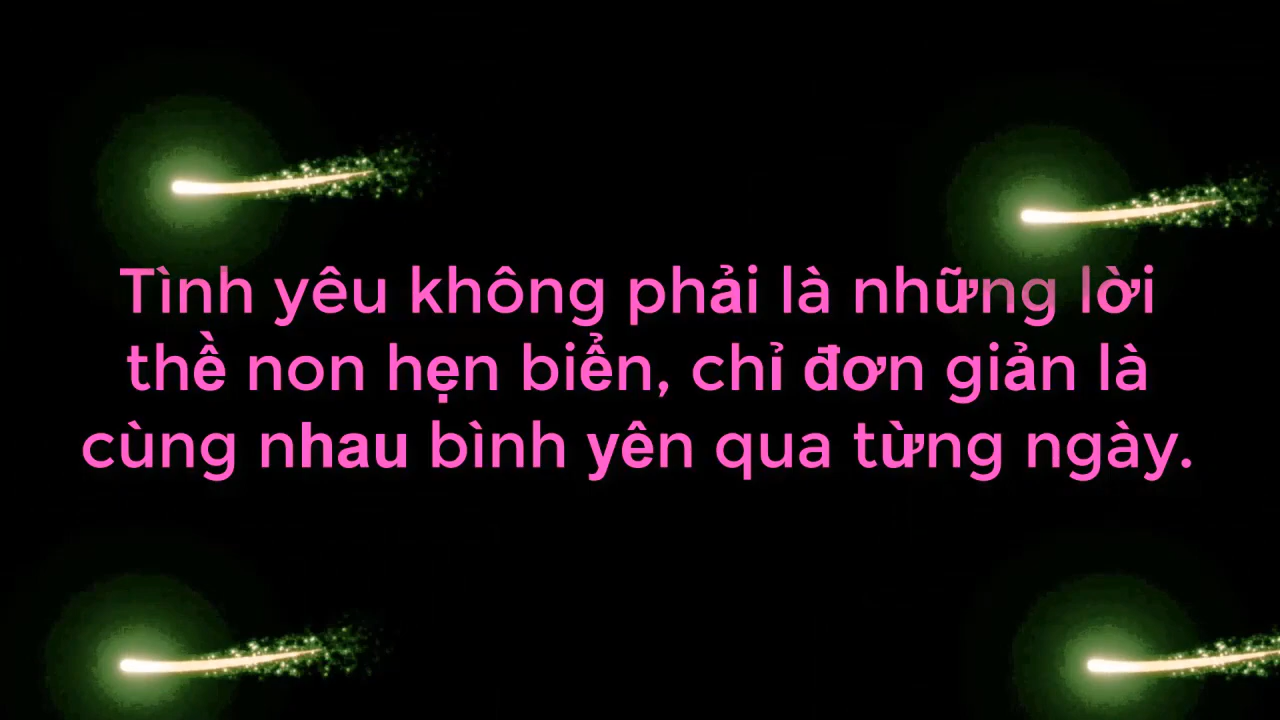 Tình yêu không phải là những lời
thề non hẹn biển, chỉ đơn giản là
cùng nhau bình yên qua từng ngày.